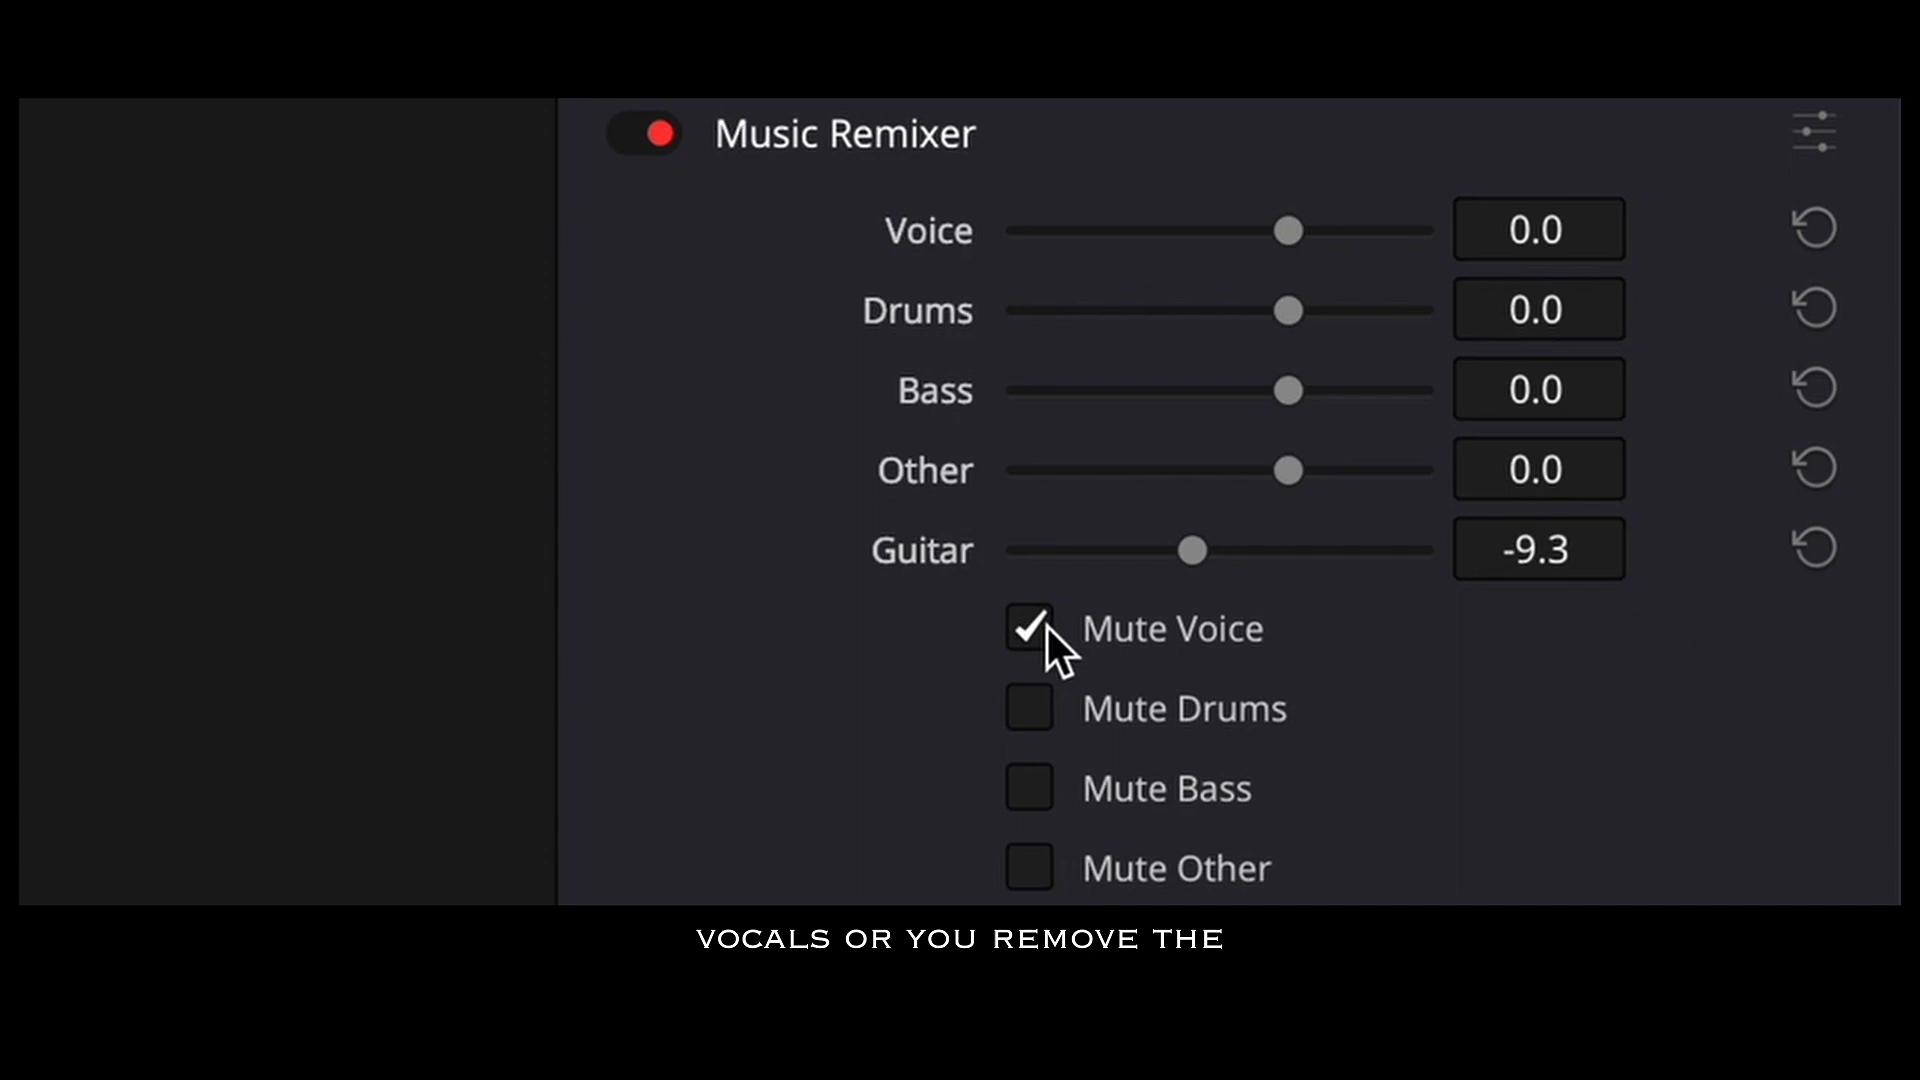 Music Remixer
Voice 0.0
Drums 0.0
Bass 0.0
Other 0.0
Guitar -9.3
Mute Voice
Mute Drums
Mute Bass
Mute Other
VOCALS OR YOU REMOVE THE